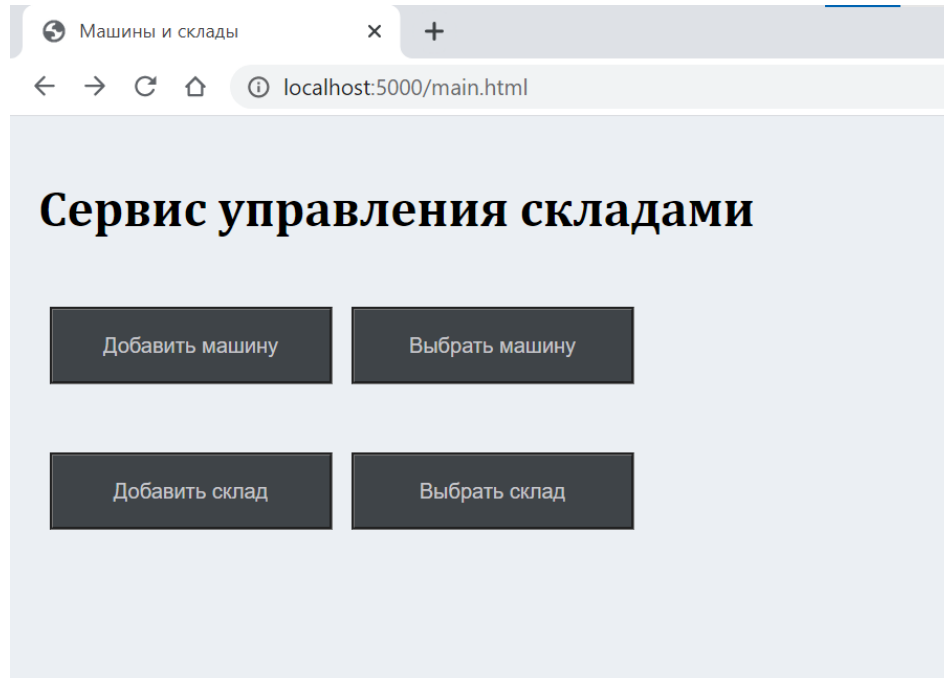 Машины и склады
localhost:5000/main.html
Сервис управления складами
Добавить машину Выбрать машину
Добавить склад Выбрать склад